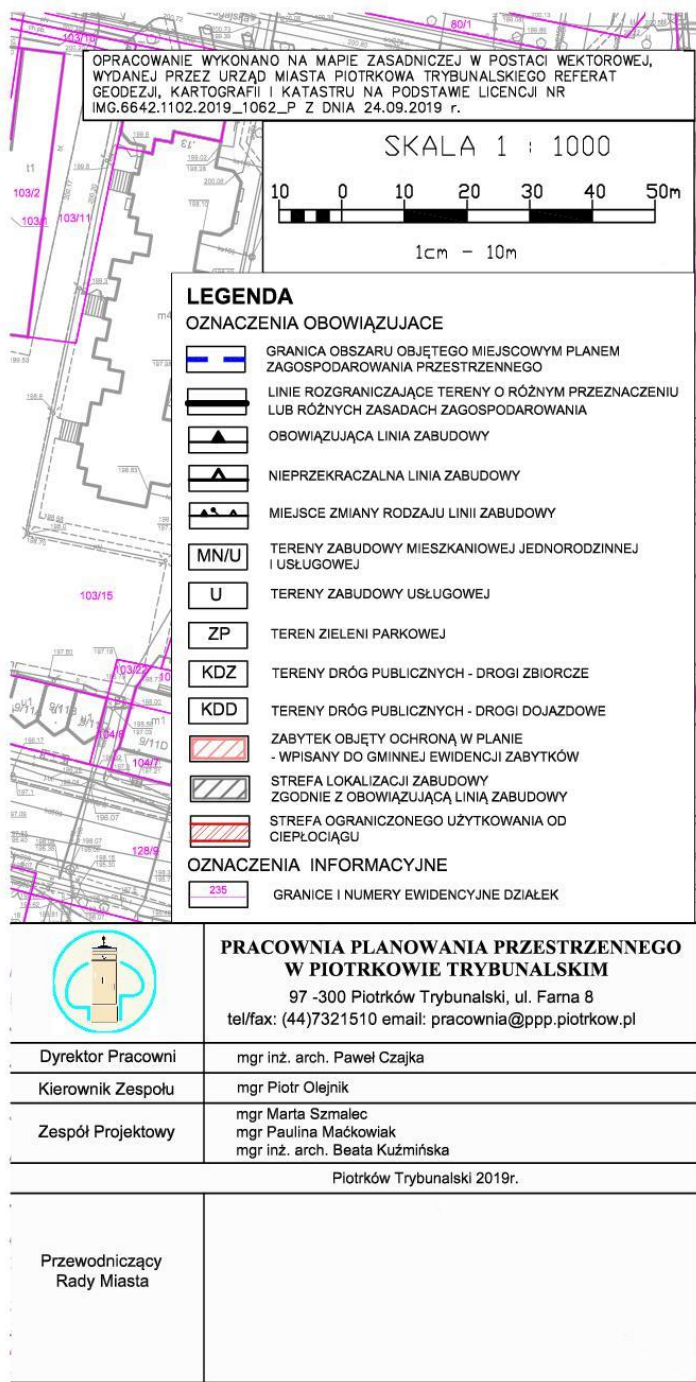 80/1
OPRACOWANIE WYKONANO NA MAPIE ZASADNICZEJ W POSTACI WEKTOROWEJ,
WYDANEJ PRZEZ URZĄD MIASTA PIOTRKOWA TRYBUNALSKIEGO REFERAT
GEODEZJI, KARTOGRAFII I KATASTRU NA PODSTAWIE LICENCJI NR
IMG.6642.1102.2019_1062_P Z DNIA 24.09.2019 r.
SKALA 1 : 1000
10 0 10 20 30 40 50m
1cm - 10m
t1
103/2
103/1
103/11
103/15
103/22
104/8
104/7
9/11D
m1
128/9
LEGENDA
OZNACZENIA OBOWIĄZUJACE
GRANICA OBSZARU OBJĘTEGO MIEJSCOWYM PLANEM
ZAGOSPODAROWANIA PRZESTRZENNEGO
LINIE ROZGRANICZAJĄCE TERENY O RÓŻNYM PRZEZNACZENIU
LUB RÓŻNYCH ZASADACH ZAGOSPODAROWANIA
OBOWIĄZUJĄCA LINIA ZABUDOWY
NIEPRZEKRACZALNA LINIA ZABUDOWY
MIEJSCE ZMIANY RODZAJU LINII ZABUDOWY
MN/U TERENY ZABUDOWY MIESZKANIOWEJ JEDNORODZINNEJ
I USŁUGOWEJ
U TERENY ZABUDOWY USŁUGOWEJ
ZP TEREN ZIELENI PARKOWEJ
KDZ TERENY DRÓG PUBLICZNYCH - DROGI ZBIORCZE
KDD TERENY DRÓG PUBLICZNYCH - DROGI DOJAZDOWE
ZABYTEK OBJĘTY OCHRONĄ W PLANIE
- WPISANY DO GMINNEJ EWIDENCJI ZABYTKÓW
STREFA LOKALIZACJI ZABUDOWY
ZGODNIE Z OBOWIĄZUJĄCĄ LINIĄ ZABUDOWY
STREFA OGRANICZONEGO UŻYTKOWANIA OD
CIEPŁOCIĄGU
OZNACZENIA INFORMACYJNE
235 GRANICE I NUMERY EWIDENCYJNE DZIAŁEK
PRACOWNIA PLANOWANIA PRZESTRZENNEGO
W PIOTRKOWIE TRYBUNALSKIM
97 -300 Piotrków Trybunalski, ul. Farna 8
tel/fax: (44)7321510 email: pracownia@ppp.piotrkow.pl
Dyrektor Pracowni mgr inż. arch. Paweł Czajka
Kierownik Zespołu mgr Piotr Olejnik
Zespół Projektowy
mgr Marta Szmalec
mgr Paulina Maćkowiak
mgr inż. arch. Beata Kuźmińska
Piotrków Trybunalski 2019r.
Przewodniczący
Rady Miasta